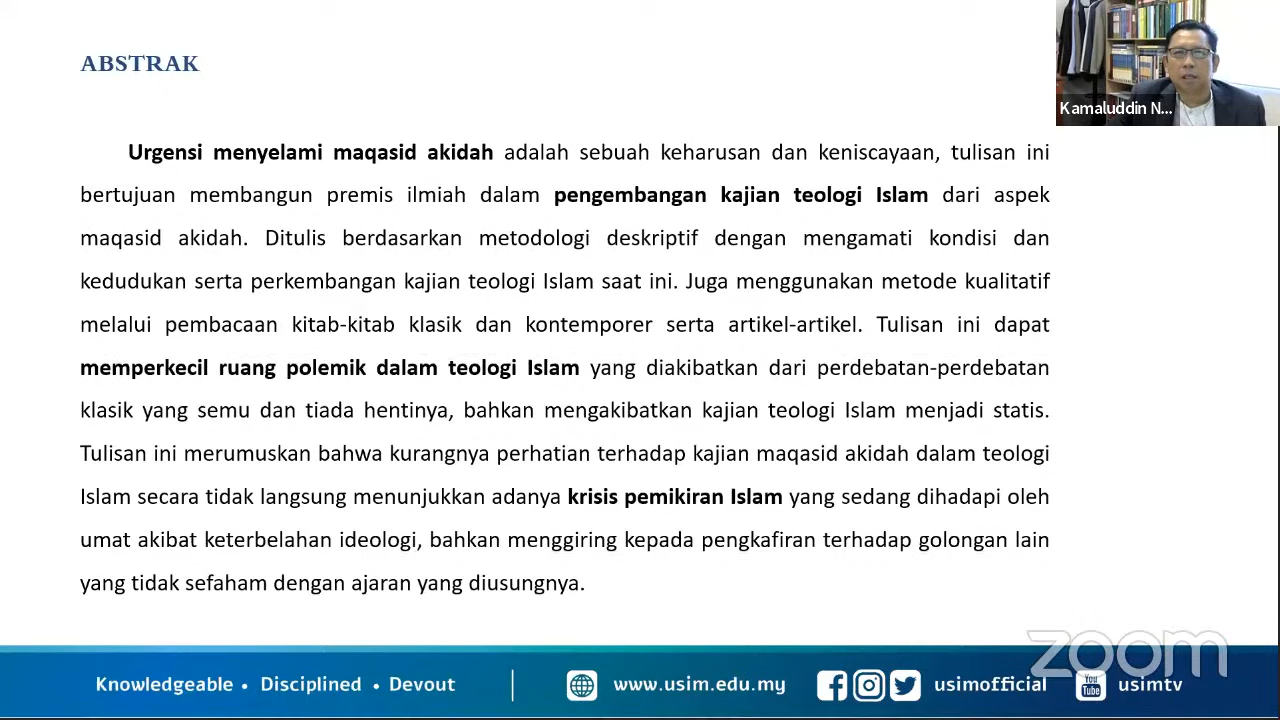 ABSTRAK
Kamaluddin N...
Urgensi menyelami maqasid akidah adalah sebuah keharusan dan keniscayaan, tulisan ini
bertujuan membangun premis ilmiah dalam pengembangan kajian teologi Islam dari aspek
maqasid akidah. Ditulis berdasarkan metodologi deskriptif dengan mengamati kondisi dan
kedudukan serta perkembangan kajian teologi Islam saat ini. Juga menggunakan metode kualitatif
melalui pembacaan kitab-kitab klasik dan kontemporer serta artikel-artikel. Tulisan ini dapat
memperkecil ruang polemik dalam teologi Islam yang diakibatkan dari perdebatan-perdebatan
klasik yang semu dan tiada hentinya, bahkan mengakibatkan kajian teologi Islam menjadi statis.
Tulisan ini merumuskan bahwa kurangnya perhatian terhadap kajian maqasid akidah dalam teologi
Islam secara tidak langsung menunjukkan adanya krisis pemikiran Islam yang sedang dihadapi oleh
umat akibat keterbelahan ideologi, bahkan menggiring kepada pengkafiran terhadap golongan lain
yang tidak sefaham dengan ajaran yang diusungnya.
zoom
Knowledgeable • Disciplined • Devout
www.usim.edu.my
usimofficial
You Tube
usimtv